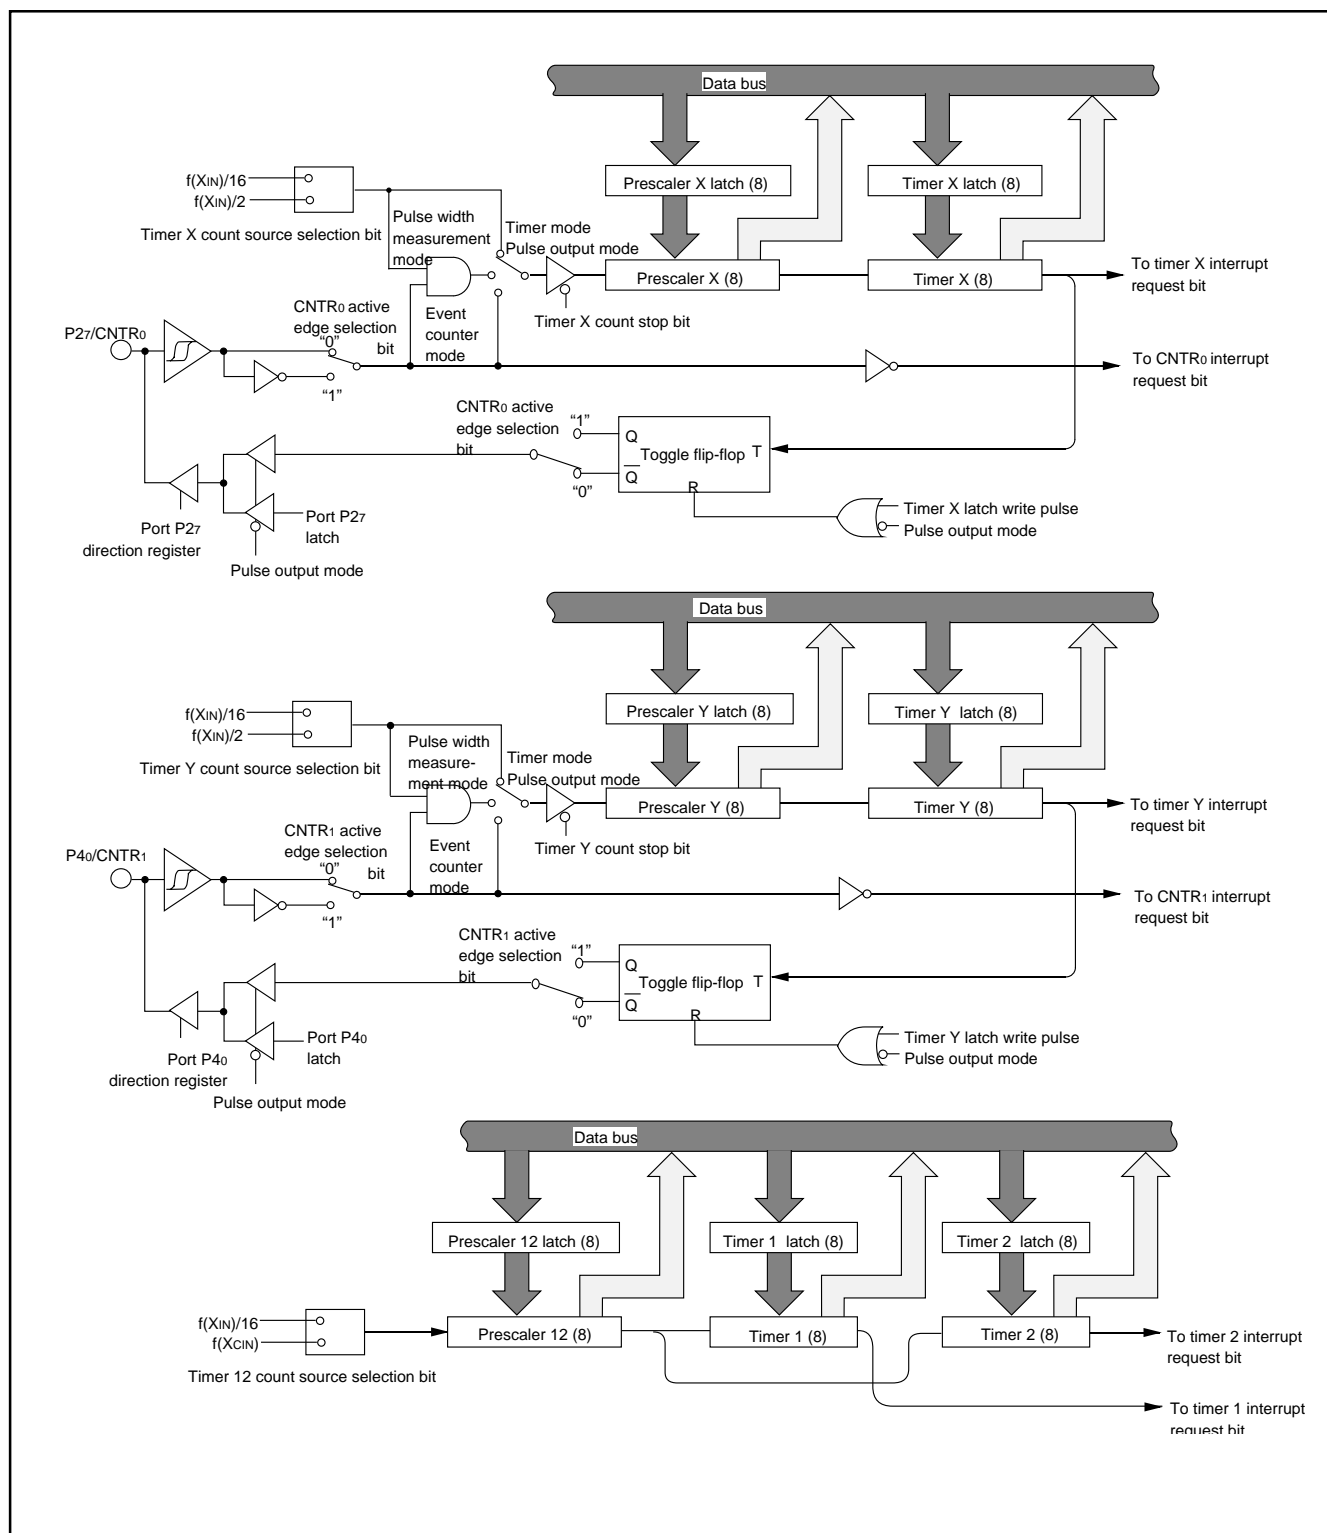 Data bus
f(XIN)/16
f(XIN)/2
Timer X count source selection bit
Prescaler X latch (8)
Timer X latch (8)
Pulse width
measurement
mode
Timer mode
Pulse output mode
Prescaler X (8)
Timer X (8)
To timer X interrupt
request bit
Timer X count stop bit
CNTR0 active
edge selection
bit
Event
counter
mode
P27/CNTR0
“0”
“1”
To CNTR0 interrupt
request bit
CNTR0 active
edge selection
bit
“1”
“0”
Q
Toggle flip-flop
T
Q
R
Timer X latch write pulse
Pulse output mode
Port P27
latch
Port P27
direction register
Pulse output mode
Data bus
f(XIN)/16
f(XIN)/2
Timer Y count source selection bit
Prescaler Y latch (8)
Timer Y latch (8)
Pulse width
measure-
ment mode
Timer mode
Pulse output mode
Prescaler Y (8)
Timer Y (8)
To timer Y interrupt
request bit
Timer Y count stop bit
CNTR1 active
edge selection
bit
Event
counter
mode
P40/CNTR1
“0”
“1”
To CNTR1 interrupt
request bit
CNTR1 active
edge selection
bit
“1”
“0”
Q
Toggle flip-flop
T
Q
R
Timer Y latch write pulse
Pulse output mode
Port P40
latch
Port P40
direction register
Pulse output mode
Data bus
Prescaler 12 latch (8)
Timer 1 latch (8)
Timer 2 latch (8)
f(XIN)/16
f(XCIN)
Timer 12 count source selection bit
Prescaler 12 (8)
Timer 1 (8)
Timer 2 (8)
To timer 2 interrupt
request bit
To timer 1 interrupt
request bit